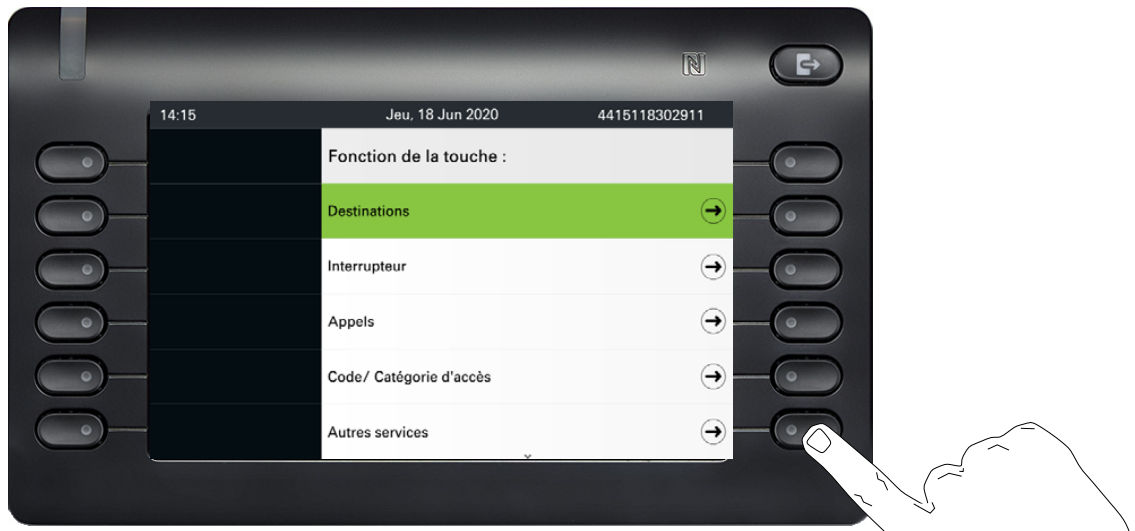 14:15 Jeu, 18 Jun 2020 4415118302911
Fonction de la touche :
Destinations
Interrupteur
Appels
Code/ Catégorie d'accès
Autres services